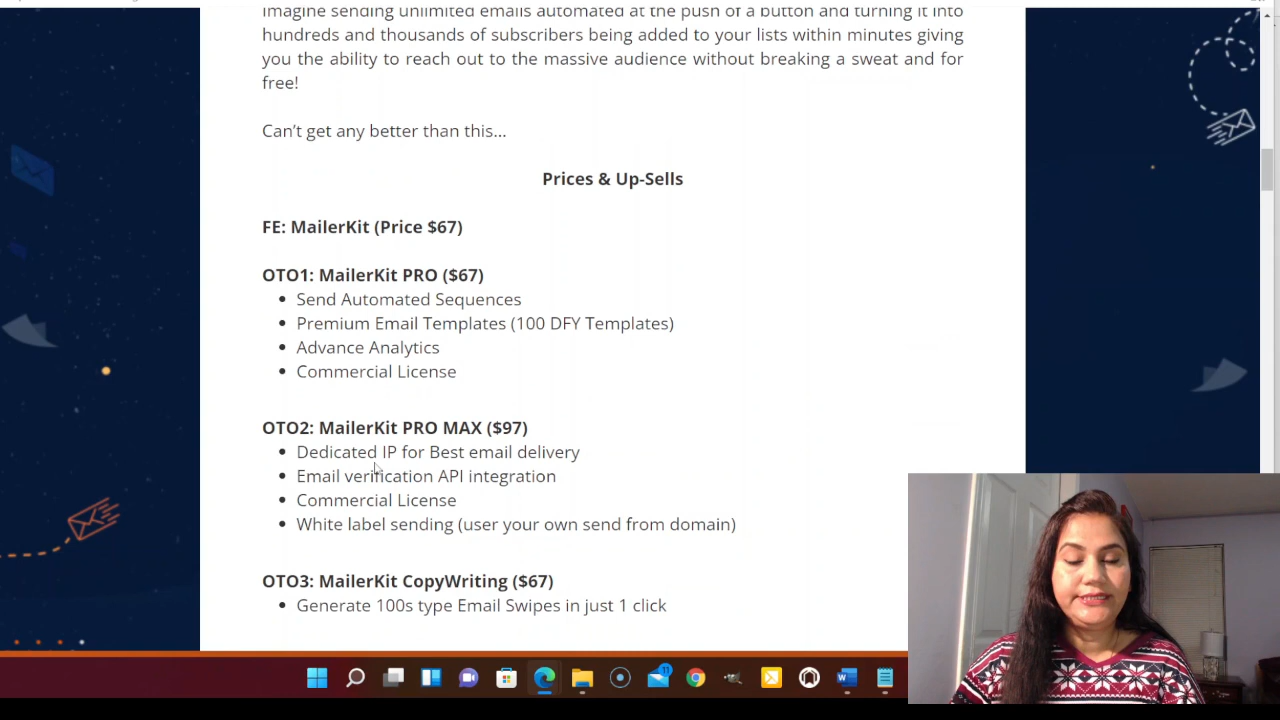 imagine sending unlimited emails automated at the push of a button and turning it into
hundreds and thousands of subscribers being added to your lists within minutes giving
you the ability to reach out to the massive audience without breaking a sweat and for
free!
Can’t get any better than this...
Prices & Up-Sells
FE: MailerKit (Price $67)
OTO1: MailerKit PRO ($67)
Send Automated Sequences
Premium Email Templates (100 DFY Templates)
Advance Analytics
Commercial License
OTO2: MailerKit PRO MAX ($97)
Dedicated IP for Best email delivery
Email verification API integration
Commercial License
White label sending (user your own send from domain)
OTO3: MailerKit CopyWriting ($67)
Generate 100s type Email Swipes in just 1 click
11
W